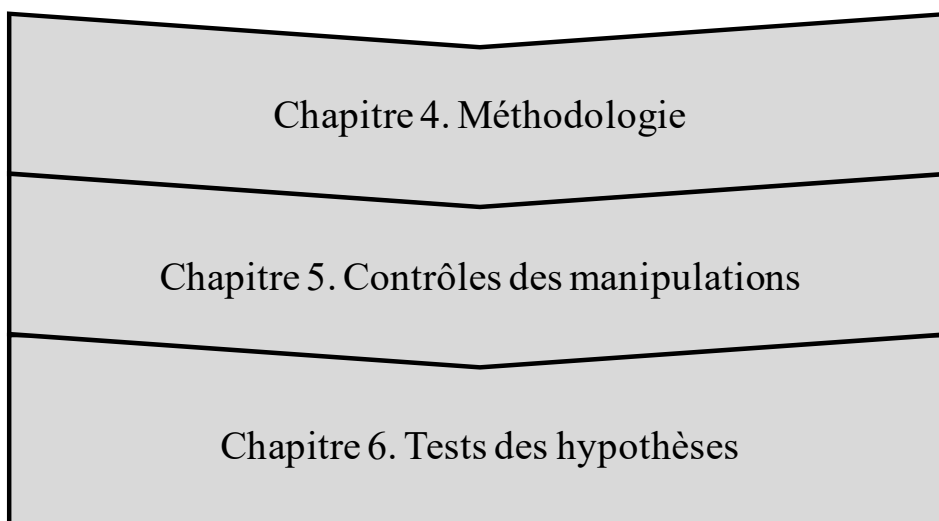 Chapitre 4. Méthodologie
Chapitre 5. Contrôles des manipulations
Chapitre 6. Tests des hypothèses